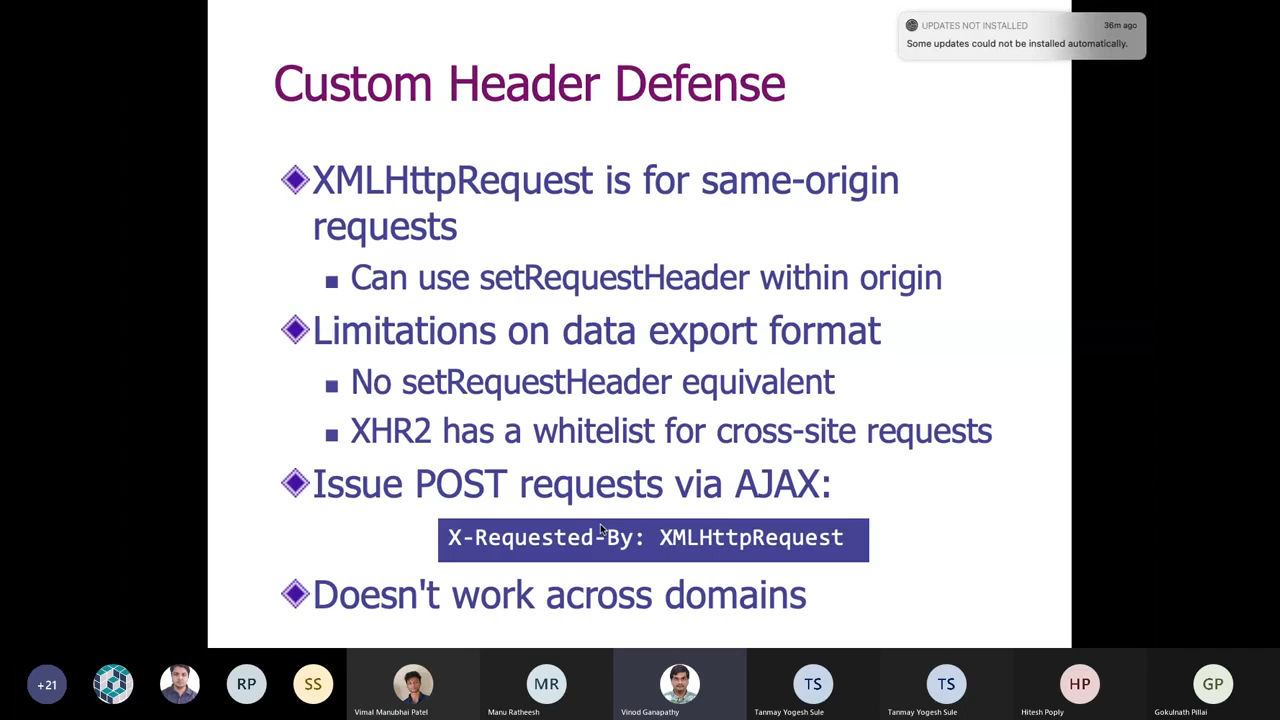 UPDATES NOT INSTALLED 36m ago
Some updates could not be installed automatically.
Custom Header Defense
XMLHttpRequest is for same-origin
requests
Can use setRequestHeader within origin
Limitations on data export format
No setRequestHeader equivalent
XHR2 has a whitelist for cross-site requests
Issue POST requests via AJAX:
X-Requested-By: XMLHttpRequest
Doesn't work across domains
+21 RP SS MR TS TS HP GP
Vimal Manubhai Patel Manu Ratheesh Vinod Ganapathy Tanmay Yogesh Sule Tanmay Yogesh Sule Hitesh Poply Gokulnath Pillai